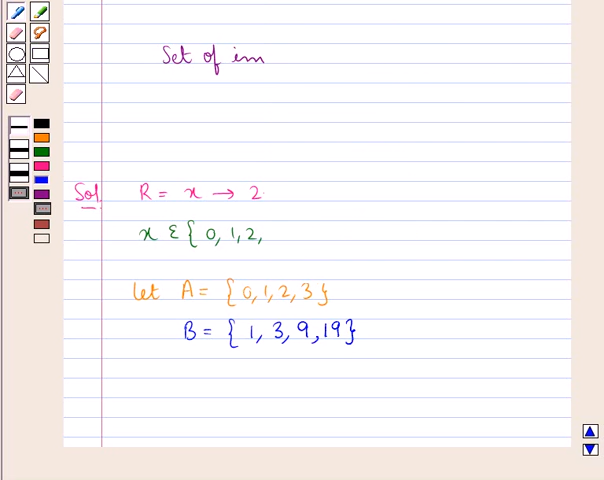 Set of im
Sol. R = x → 2
x ε { 0, 1, 2,
let A = { 0, 1, 2, 3 }
B = { 1, 3, 9, 19 }